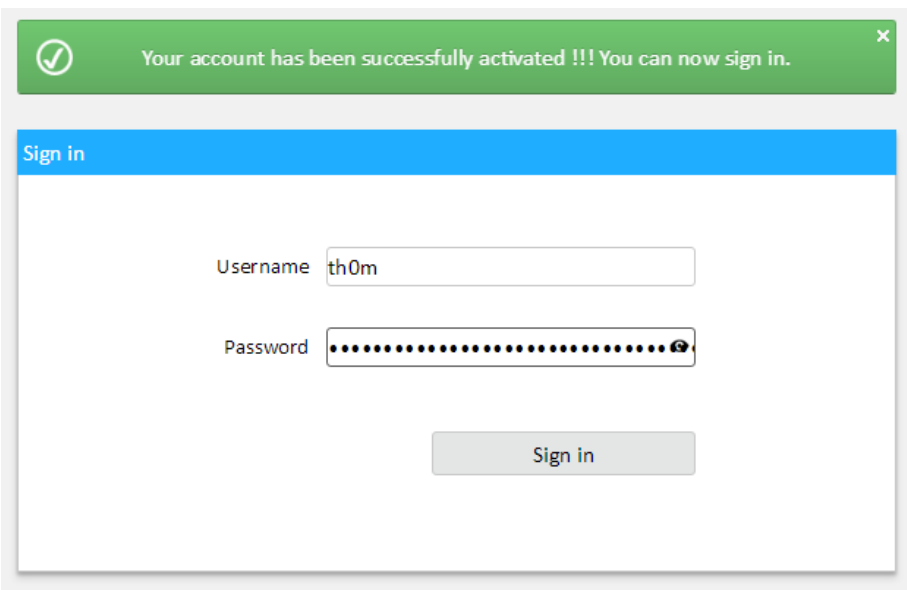 Your account has been successfully activated !!! You can now sign in.
Sign in
Username th0m
Password
Sign in